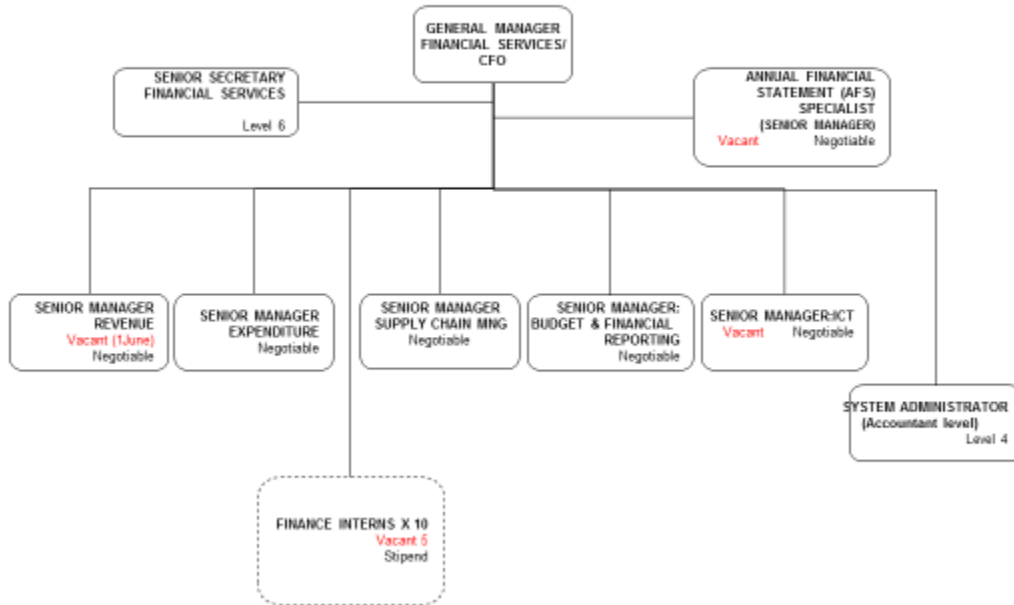 GENERAL MANAGER
FINANCIAL SERVICES/
CFO
SENIOR SECRETARY
FINANCIAL SERVICES
Level 6
ANNUAL FINANCIAL
STATEMENT (AFS)
SPECIALIST
(SENIOR MANAGER)
Vacant Negotiable
SENIOR MANAGER
REVENUE
Vacant (1June)
Negotiable
SENIOR MANAGER
EXPENDITURE
Negotiable
SENIOR MANAGER
SUPPLY CHAIN MNG
Negotiable
SENIOR MANAGER:
BUDGET & FINANCIAL
REPORTING
Negotiable
SENIOR MANAGER:ICT
Vacant Negotiable
SYSTEM ADMINISTRATOR
(Accountant level)
Level 4
FINANCE INTERNS X 10
Vacant 5
Stipend